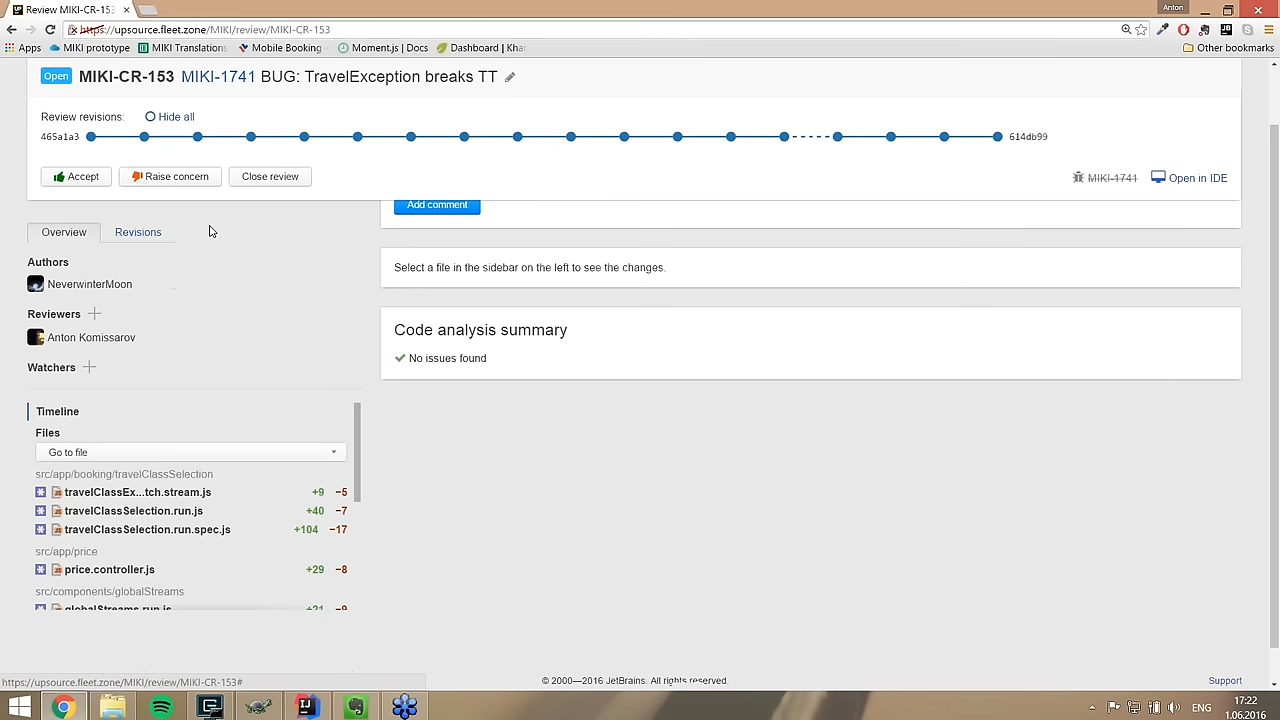 Review MIKI-CR-153
Anton
https://upsource.fleet.zone/MIKI/review/MIKI-CR-153
Apps
MIKI prototype
MIKI Translations
Mobile Booking
Moment.js | Docs
Dashboard | Khan
Other bookmarks
Open MIKI-CR-153 MIKI-1741 BUG: TravelException breaks TT
Review revisions: Hide all
465a1a3 614db99
Accept Raise concern Close review MIKI-1741 Open in IDE
Add comment
Overview Revisions
Authors
NeverwinterMoon
Reviewers
Anton Komissarov
Watchers
Select a file in the sidebar on the left to see the changes.
Code analysis summary
No issues found
Timeline
Files
Go to file
src/app/booking/travelClassSelection
travelClassEx...tch.stream.js +9 −5
travelClassSelection.run.js +40 −7
travelClassSelection.run.spec.js +104 −17
src/app/price
price.controller.js +29 −8
src/components/globalStreams
globalStreams.run.js +21 −9
https://upsource.fleet.zone/MIKI/review/MIKI-CR-153#
© 2000—2016 JetBrains. All rights reserved.
Support
ENG
17:22
1.06.2016